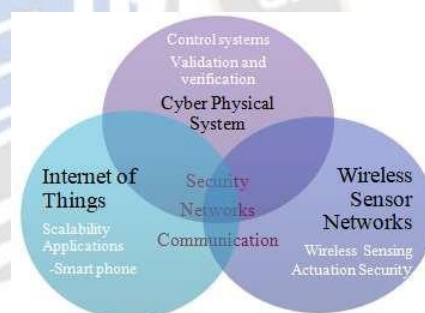 Control systems
Validation and
verification
Cyber Physical
System
Internet of
Things
Scalability
Applications
-Smart phone
Security
Networks
Communication
Wireless
Sensor
Networks
Wireless Sensing
Actuation Security